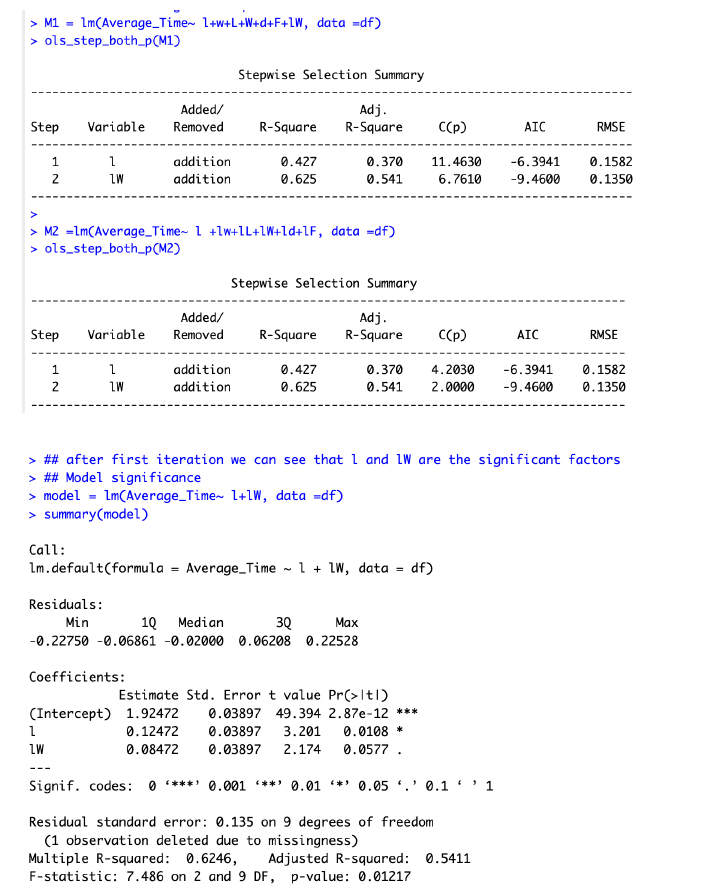 > M1 = lm(Average_Time~ l+w+L+W+d+F+lW, data =df)
> ols_step_both_p(M1)
Stepwise Selection Summary
-------------------------------------------------------------------------------------
Added/ Adj.
Step Variable Removed R-Square R-Square C(p) AIC RMSE
-------------------------------------------------------------------------------------
1 l addition 0.427 0.370 11.4630 -6.3941 0.1582
2 lW addition 0.625 0.541 6.7610 -9.4600 0.1350
-------------------------------------------------------------------------------------
>
> M2 =lm(Average_Time~ l +lw+lL+lW+ld+lF, data =df)
> ols_step_both_p(M2)
Stepwise Selection Summary
------------------------------------------------------------------------------------
Added/ Adj.
Step Variable Removed R-Square R-Square C(p) AIC RMSE
------------------------------------------------------------------------------------
1 l addition 0.427 0.370 4.2030 -6.3941 0.1582
2 lW addition 0.625 0.541 2.0000 -9.4600 0.1350
------------------------------------------------------------------------------------
> ## after first iteration we can see that l and lW are the significant factors
> ## Model significance
> model = lm(Average_Time~ l+lW, data =df)
> summary(model)
Call:
lm.default(formula = Average_Time ~ l + lW, data = df)
Residuals:
Min 1Q Median 3Q Max
-0.22750 -0.06861 -0.02000 0.06208 0.22528
Coefficients:
Estimate Std. Error t value Pr(>|t|)
(Intercept) 1.92472 0.03897 49.394 2.87e-12 ***
l 0.12472 0.03897 3.201 0.0108 *
lW 0.08472 0.03897 2.174 0.0577 .
---
Signif. codes: 0 ‘***’ 0.001 ‘**’ 0.01 ‘*’ 0.05 ‘.’ 0.1 ‘ ’ 1
Residual standard error: 0.135 on 9 degrees of freedom
(1 observation deleted due to missingness)
Multiple R-squared: 0.6246, Adjusted R-squared: 0.5411
F-statistic: 7.486 on 2 and 9 DF, p-value: 0.01217